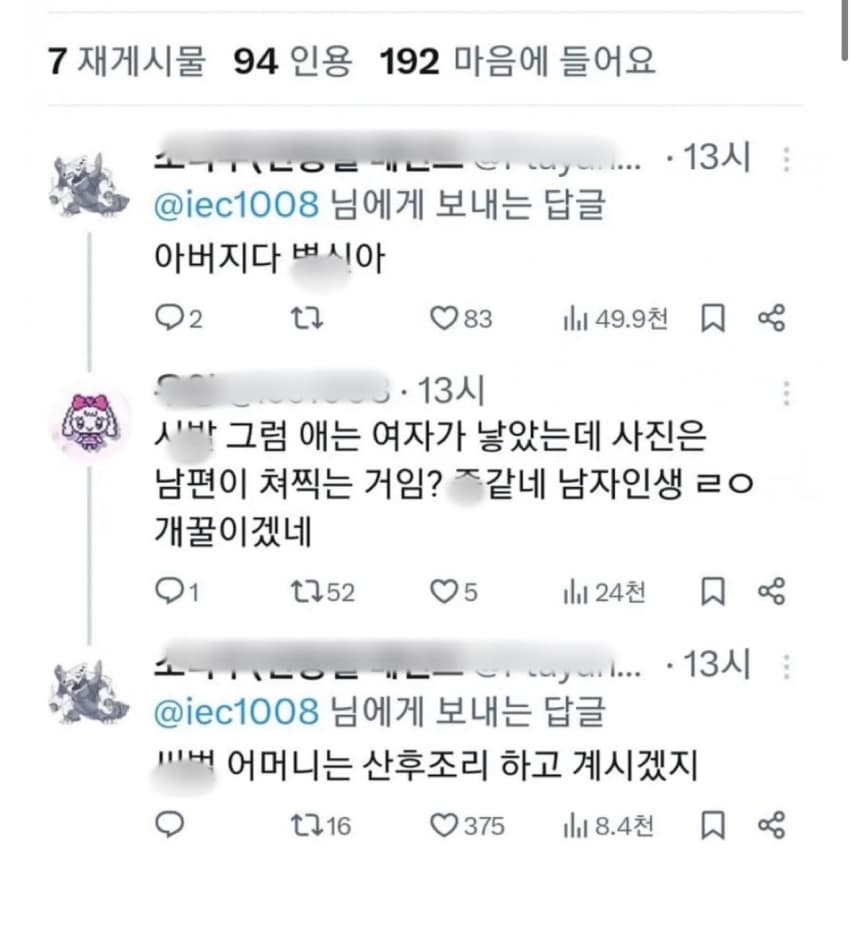 7 재게시물 94 인용 192 마음에 들어요
· 13시
@iec1008 님에게 보내는 답글
아버지다
2 83 49.9천
· 13시
그럼 애는 여자가 낳았는데 사진은
남편이 쳐찍는 거임? 같네 남자인생 ㄹㅇ
개꿀이겠네
1 52 5 24천
· 13시
@iec1008 님에게 보내는 답글
어머니는 산후조리 하고 계시겠지
16 375 8.4천